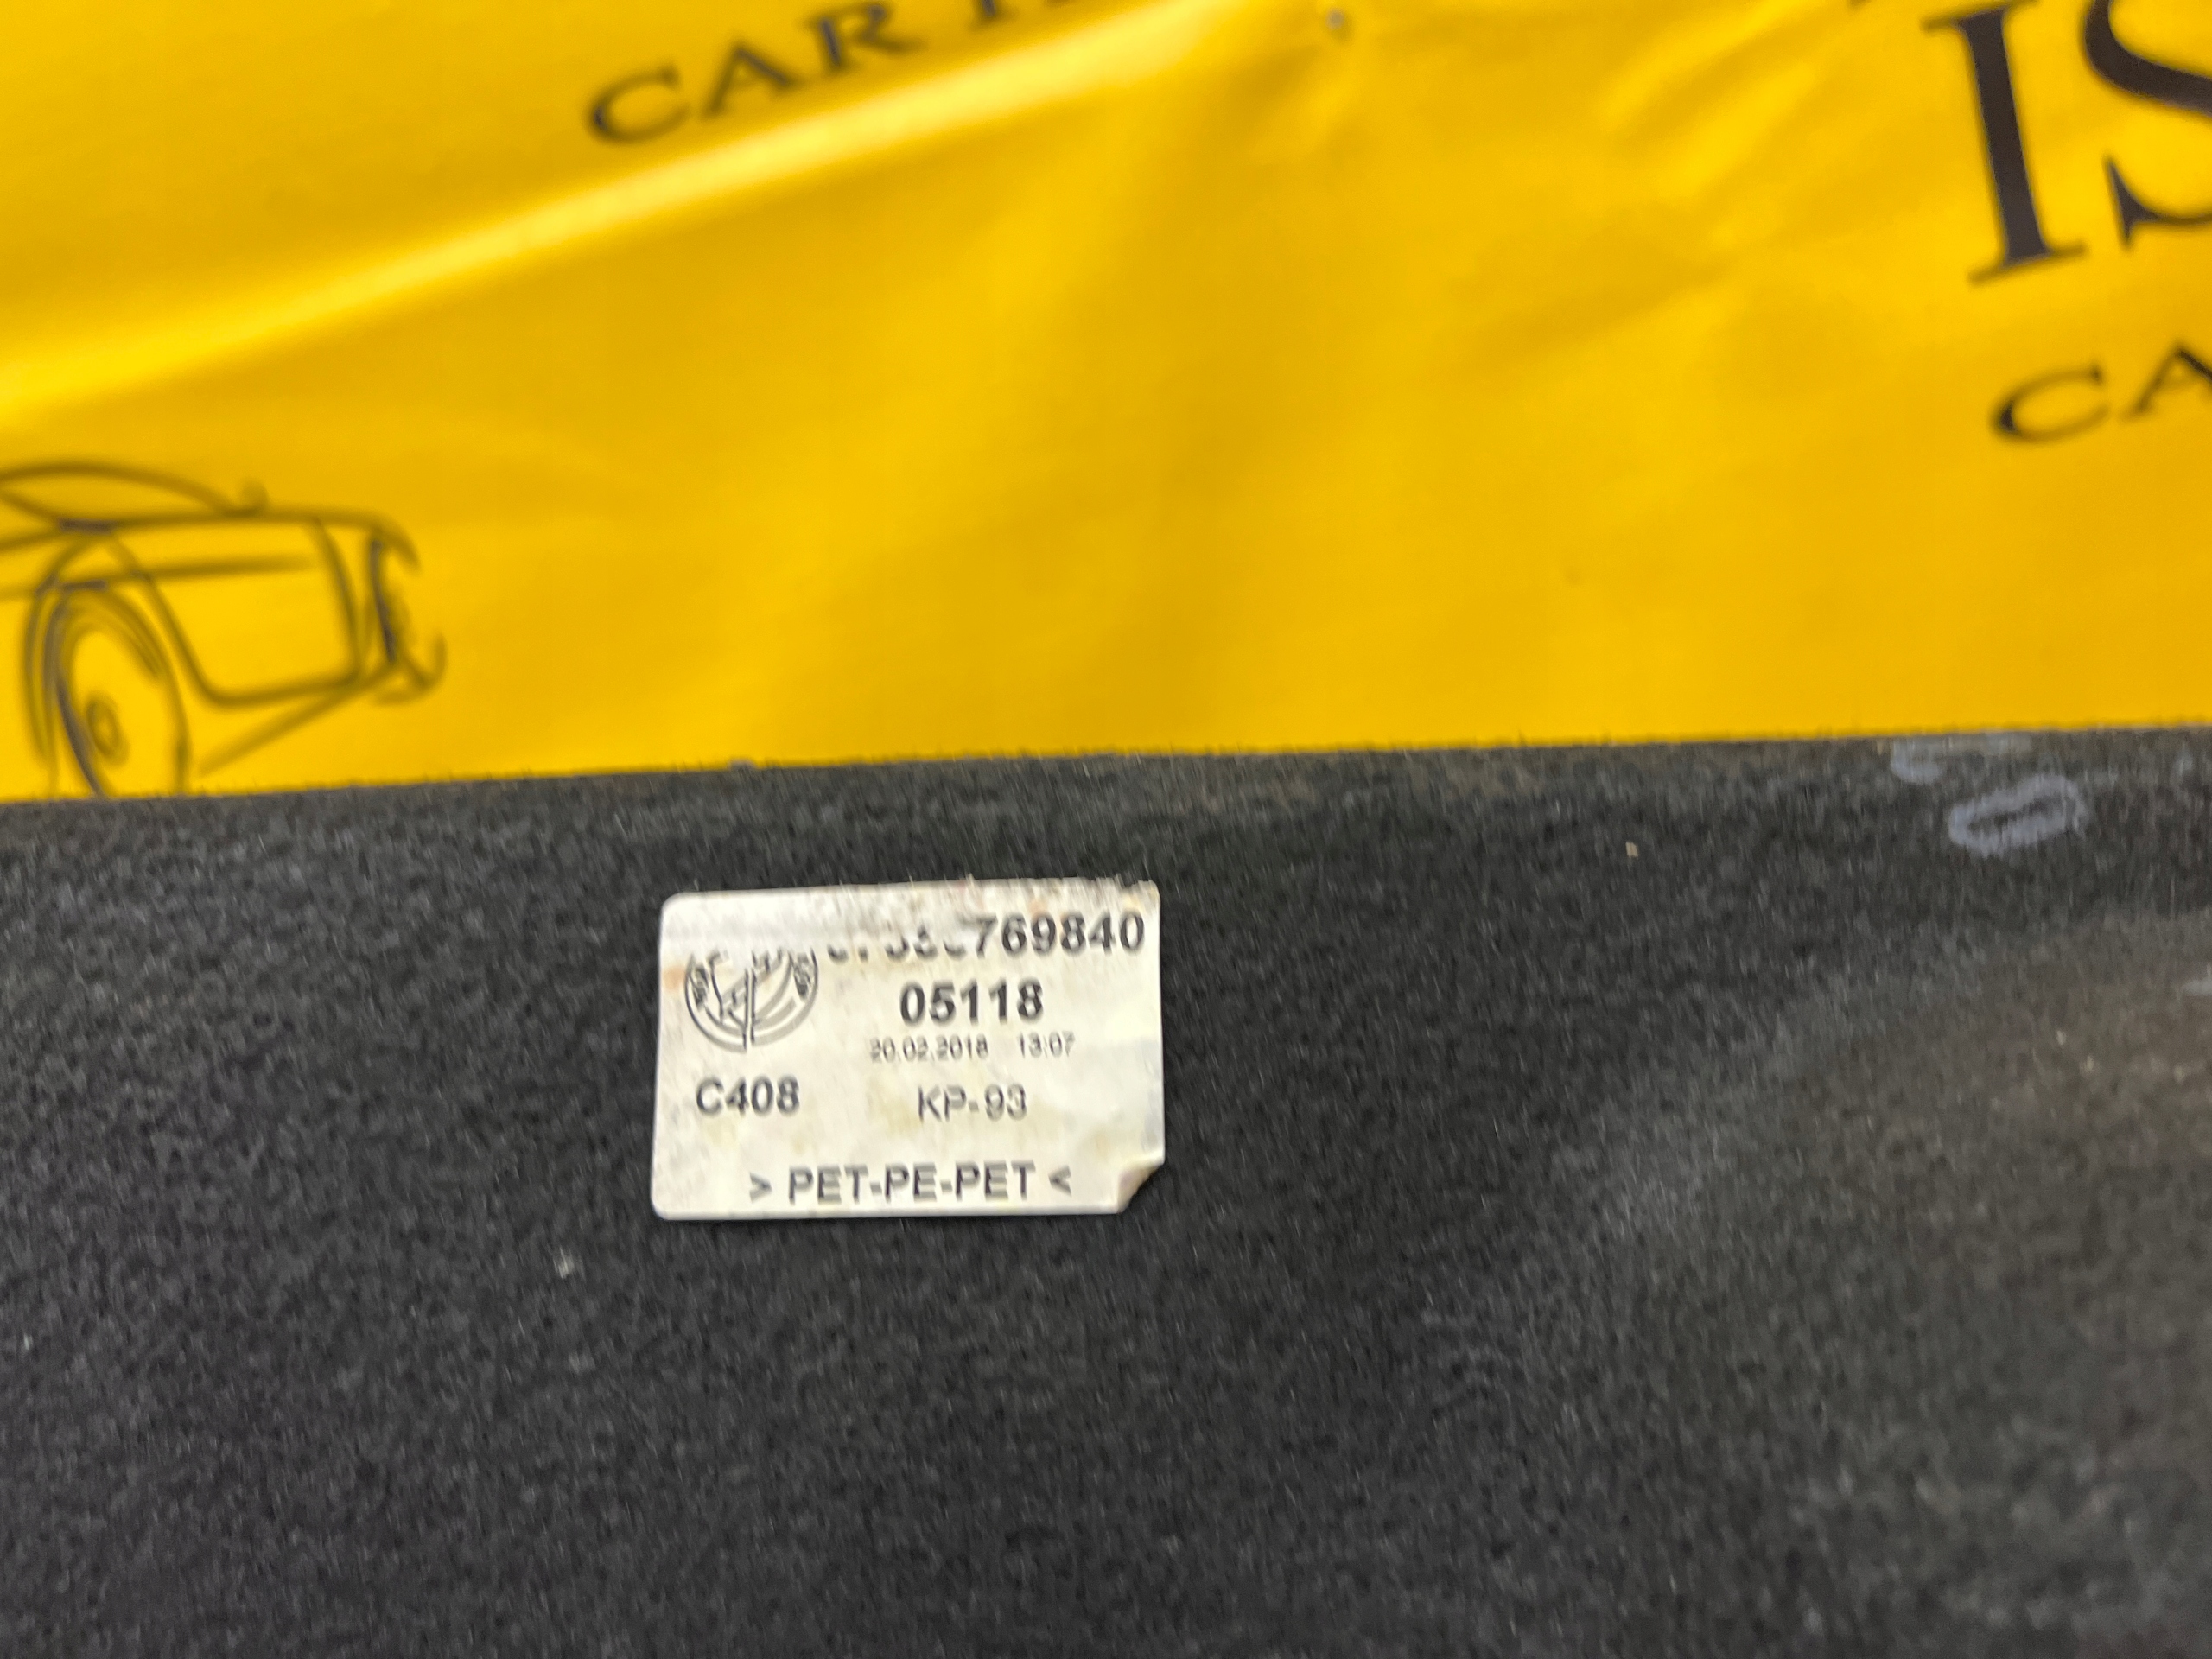 CAR
IS
CA
769840
05118
20.02.2018 13:07
C408
KP-93
> PET-PE-PET <